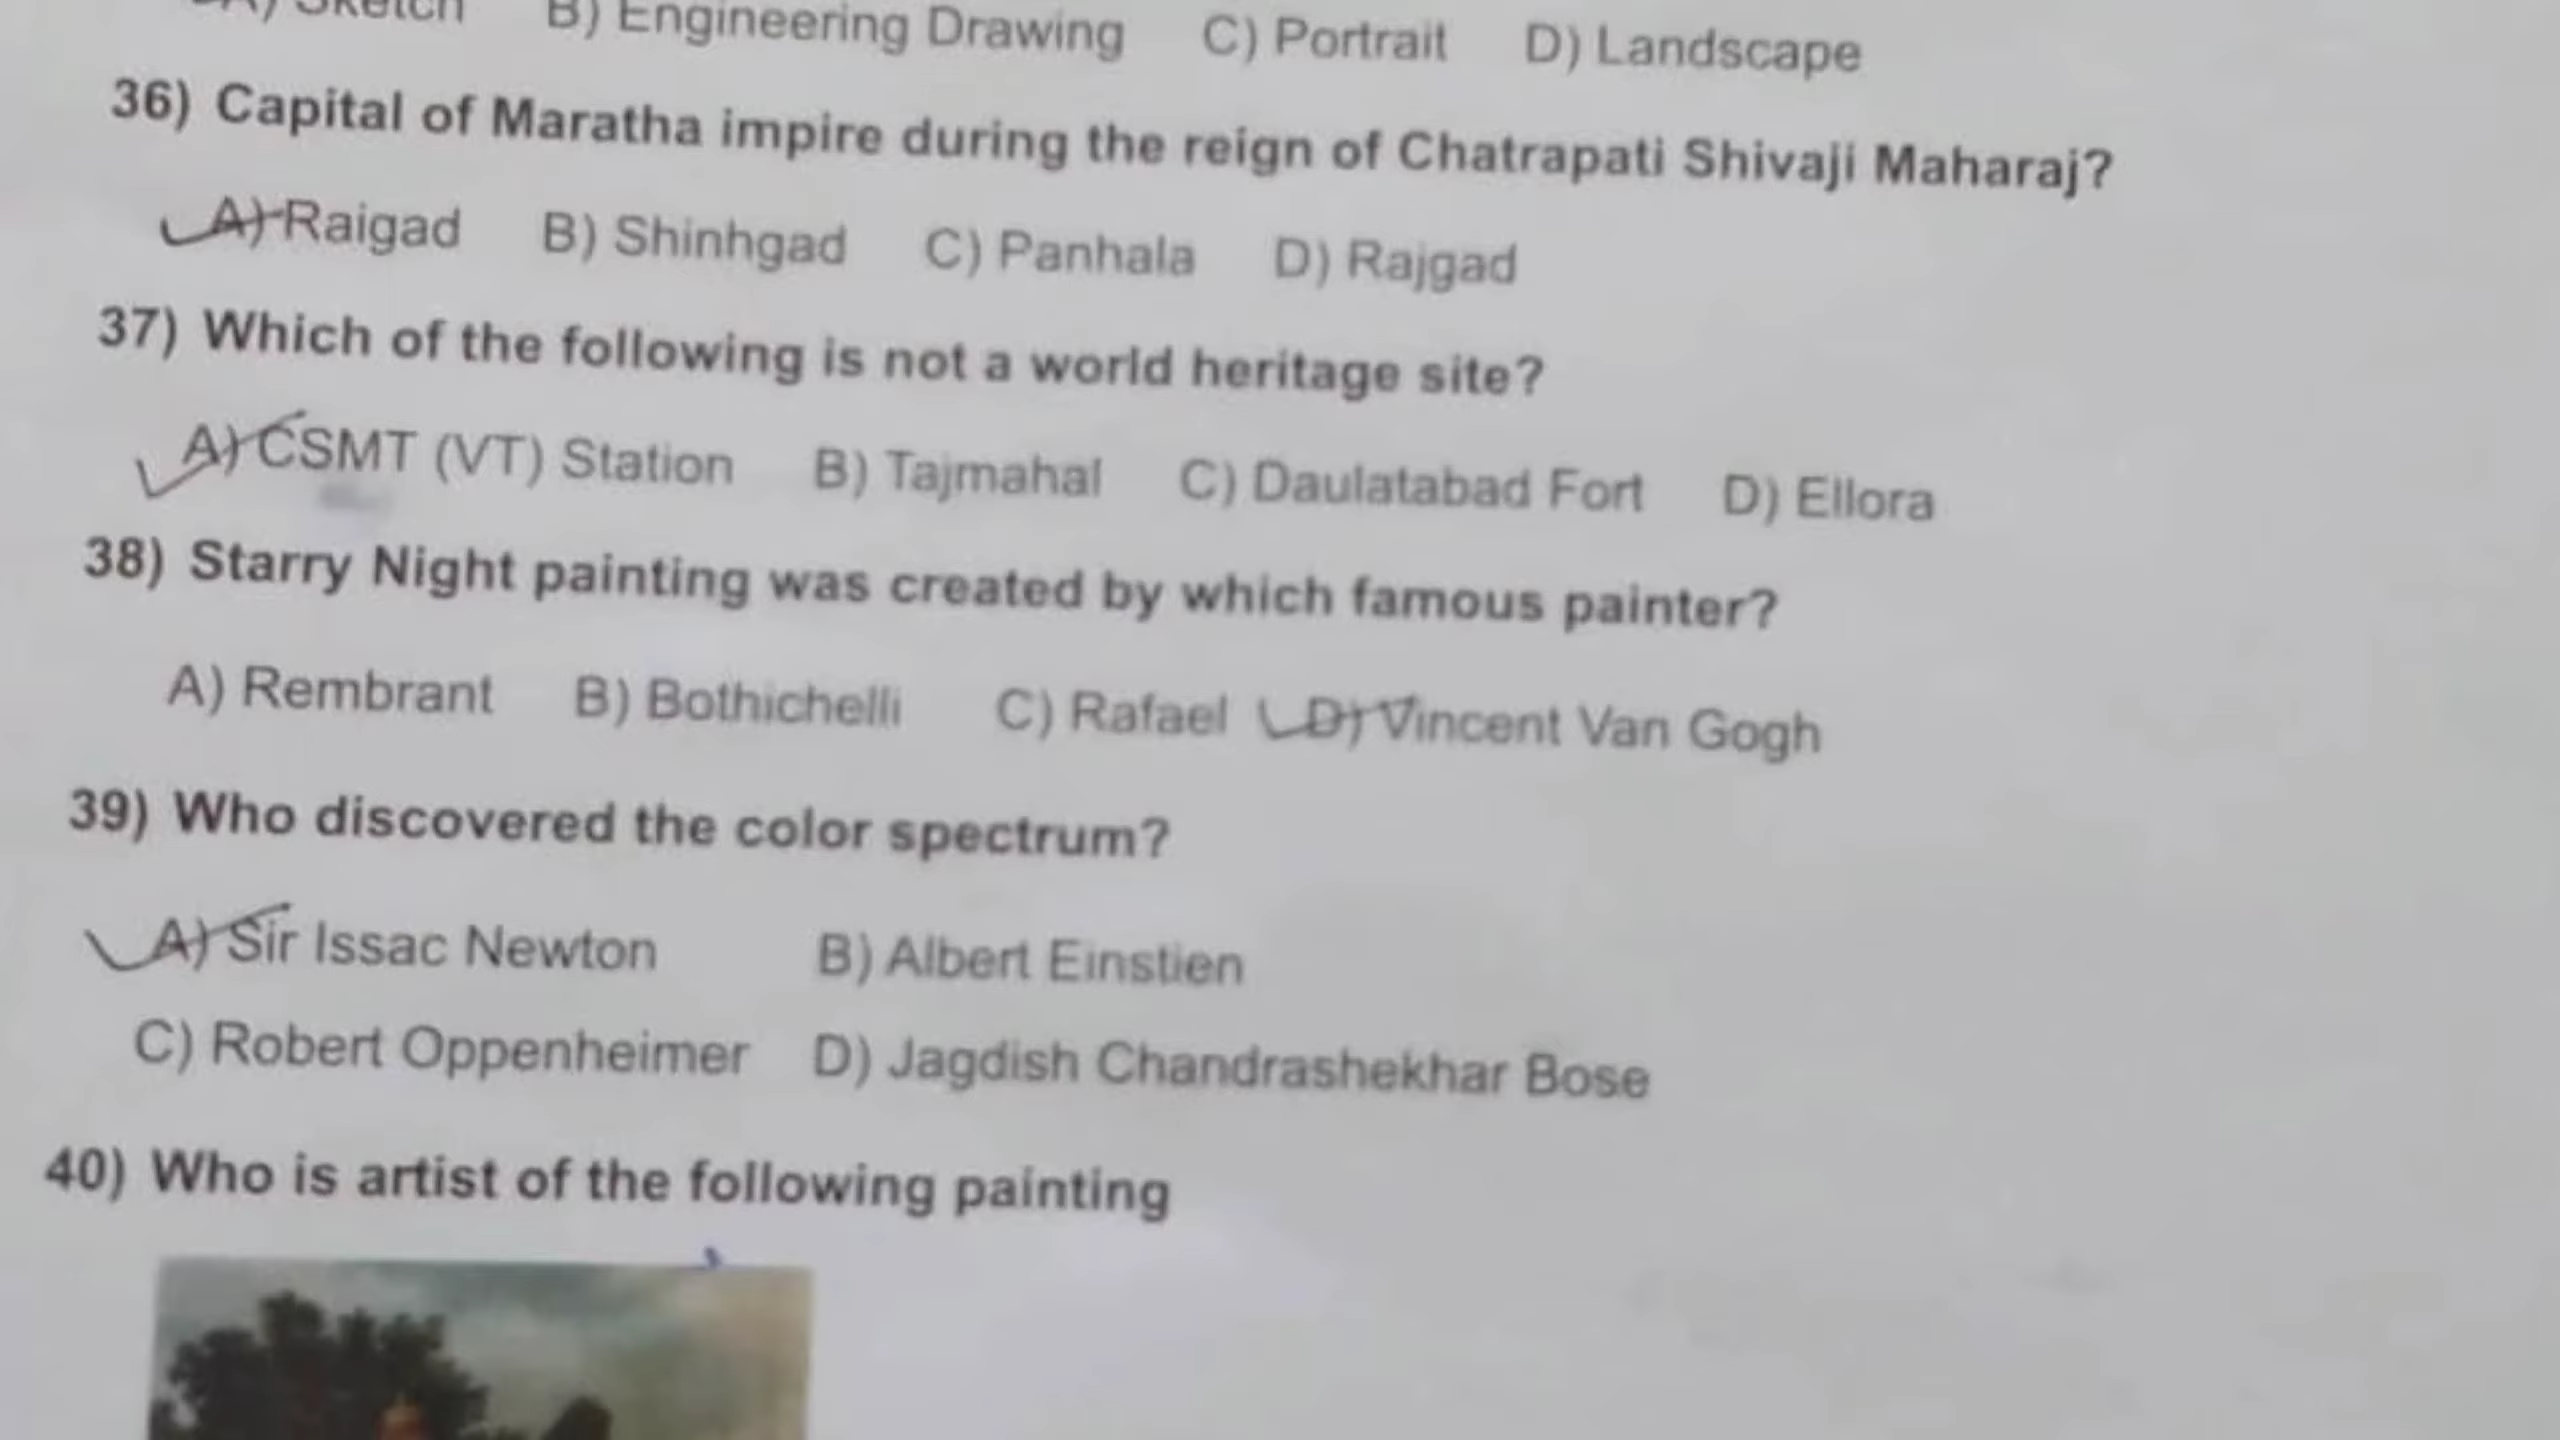 A) Sketch B) Engineering Drawing C) Portrait D) Landscape
36) Capital of Maratha impire during the reign of Chatrapati Shivaji Maharaj?
A) Raigad B) Shinhgad C) Panhala D) Rajgad
37) Which of the following is not a world heritage site?
A) CSMT (VT) Station B) Tajmahal C) Daulatabad Fort D) Ellora
38) Starry Night painting was created by which famous painter?
A) Rembrant B) Bothichelli C) Rafael D) Vincent Van Gogh
39) Who discovered the color spectrum?
A) Sir Issac Newton B) Albert Einstien
C) Robert Oppenheimer D) Jagdish Chandrashekhar Bose
40) Who is artist of the following painting